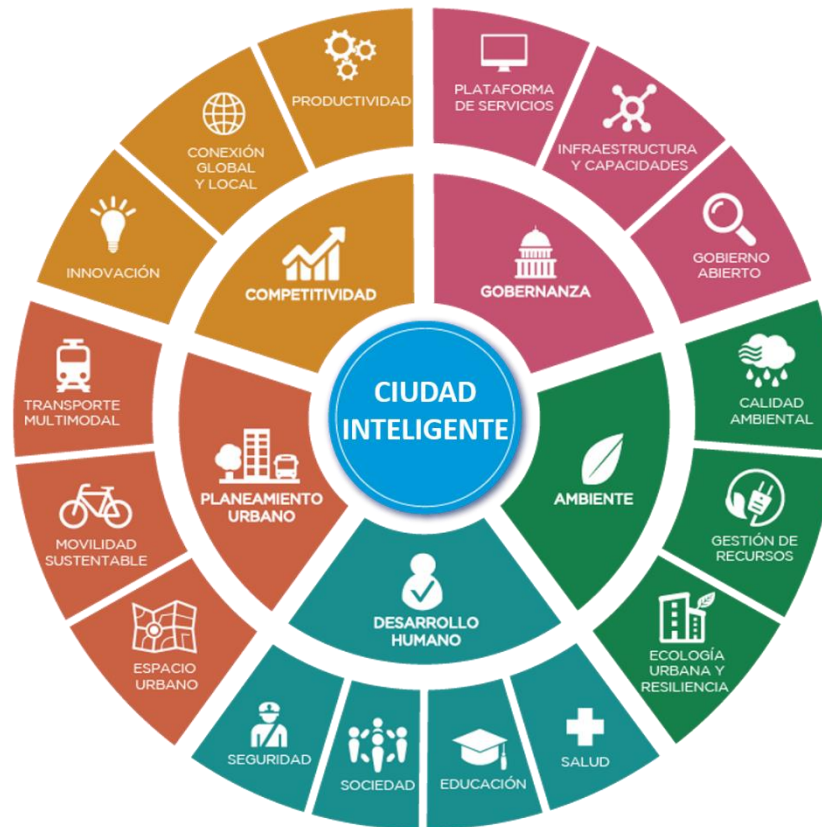 CIUDAD
INTELIGENTE
GOBERNANZA
PLATAFORMA
DE SERVICIOS
INFRAESTRUCTURA
Y CAPACIDADES
GOBIERNO
ABIERTO
AMBIENTE
CALIDAD
AMBIENTAL
GESTIÓN DE
RECURSOS
ECOLOGÍA
URBANA Y
RESILIENCIA
DESARROLLO
HUMANO
SALUD
EDUCACIÓN
SOCIEDAD
SEGURIDAD
PLANEAMIENTO
URBANO
ESPACIO
URBANO
MOVILIDAD
SUSTENTABLE
TRANSPORTE
MULTIMODAL
COMPETITIVIDAD
INNOVACIÓN
CONEXIÓN
GLOBAL
Y LOCAL
PRODUCTIVIDAD